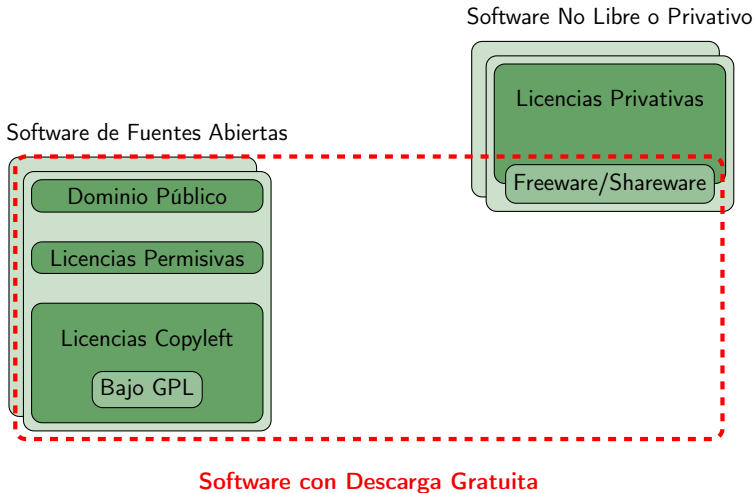 Software No Libre o Privativo
Licencias Privativas
Freeware/Shareware
Software de Fuentes Abiertas
Dominio Público
Licencias Permisivas
Licencias Copyleft
Bajo GPL
Software con Descarga Gratuita